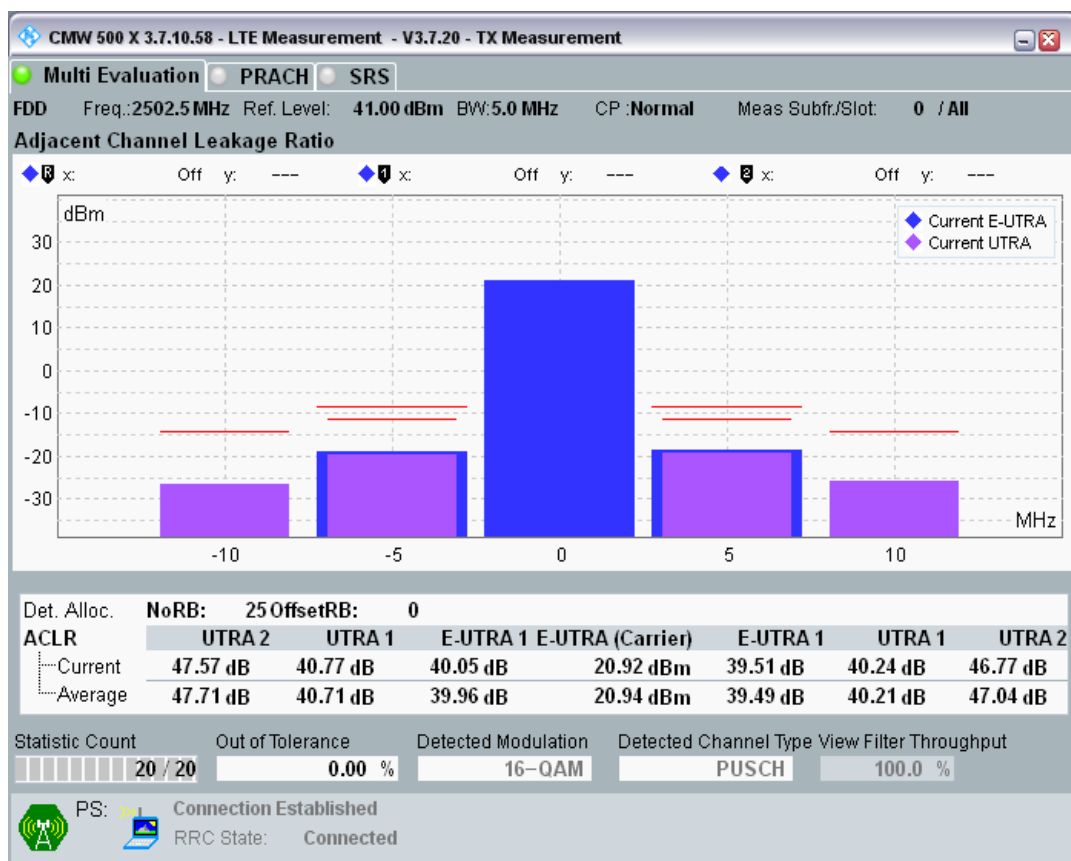 CMW 500 X 3.7.10.58 - LTE Measurement - V3.7.20 - TX Measurement
Multi Evaluation PRACH SRS
FDD Freq.:2502.5 MHz Ref. Level: 41.00 dBm BW:5.0 MHz CP :Normal Meas Subfr./Slot: 0 / All
Adjacent Channel Leakage Ratio
R x: Off y: --- 1 x: Off y: --- 2 x: Off y: ---
dBm
Current E-UTRA
Current UTRA
30
20
10
0
-10
-20
-30
MHz
-10 -5 0 5 10
Det. Alloc. NoRB: 25 OffsetRB: 0
ACLR UTRA 2 UTRA 1 E-UTRA 1 E-UTRA (Carrier) E-UTRA 1 UTRA 1 UTRA 2
Current 47.57 dB 40.77 dB 40.05 dB 20.92 dBm 39.51 dB 40.24 dB 46.77 dB
Average 47.71 dB 40.71 dB 39.96 dB 20.94 dBm 39.49 dB 40.21 dB 47.04 dB
Statistic Count Out of Tolerance Detected Modulation Detected Channel Type View Filter Throughput
20 / 20 0.00 % 16-QAM PUSCH 100.0 %
PS: Connection Established
RRC State: Connected